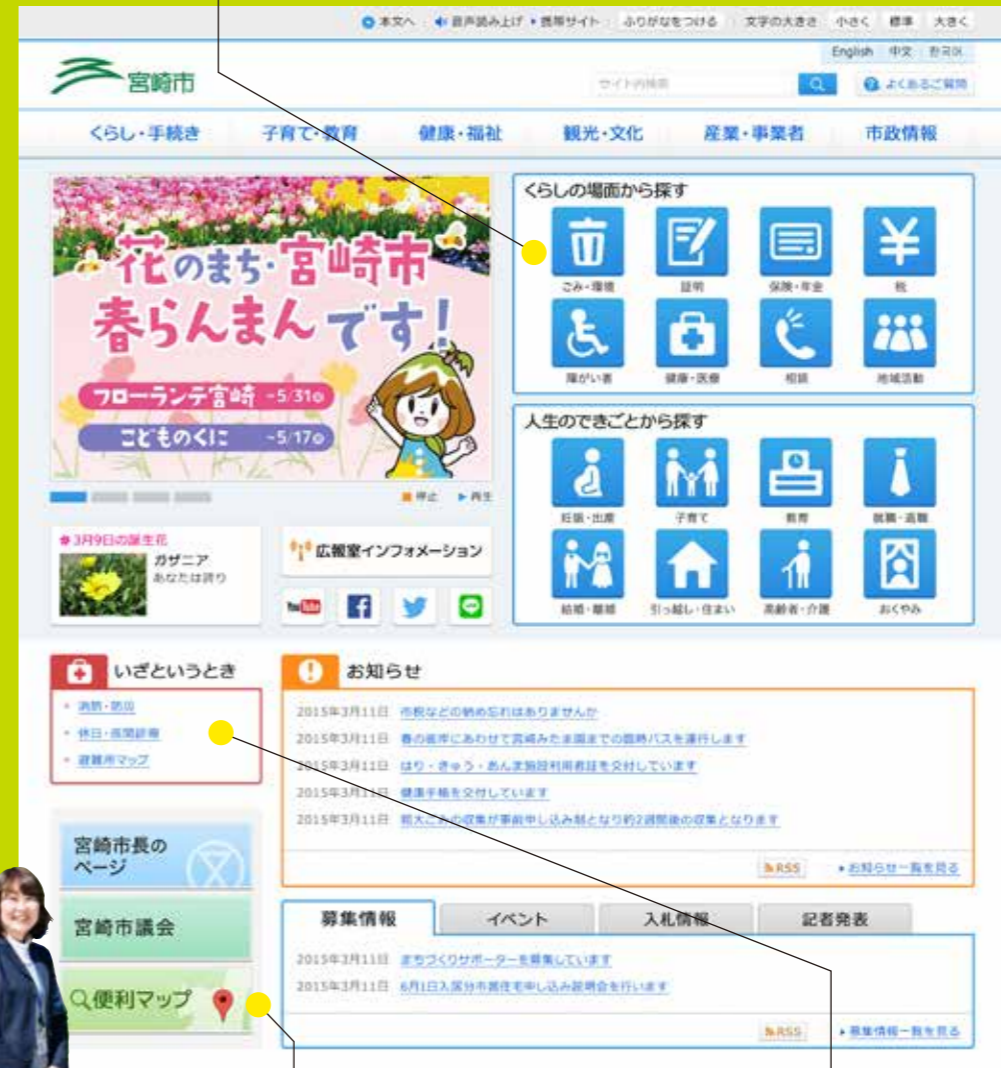 本文へ 音声読み上げ 携帯サイト ふりがなをつける 文字の大きさ 小さく 標準 大きく
English 中文 한국어
宮崎市
サイト内検索
よくあるご質問
くらし・手続き 子育て・教育 健康・福祉 観光・文化 産業・事業者 市政情報
花のまち・宮崎市
春らんまんです!
フローランテ宮崎 ~5/31
こどものくに ~5/17
停止 再生
3月9日の誕生花
ガザニア
あなたは誇り
広報室インフォメーション
YouTube
くらしの場面から探す
ごみ・環境 証明 保険・年金 税
障がい者 健康・医療 相談 地域活動
人生のできごとから探す
妊娠・出産 子育て 教育 就職・退職
結婚・離婚 引っ越し・住まい 高齢者・介護 おくやみ
いざというとき
消防・防災
休日・夜間診療
避難所マップ
宮崎市長の
ページ
宮崎市議会
便利マップ
お知らせ
2015年3月11日 市税などの納め忘れはありませんか
2015年3月11日 春の彼岸にあわせて宮崎みたま園までの臨時バスを運行します
2015年3月11日 はり・きゅう・あんま施設利用者証を交付しています
2015年3月11日 健康手帳を交付しています
2015年3月11日 粗大ごみの収集が事前申し込み制となり約2週間後の収集となります
RSS お知らせ一覧を見る
募集情報 イベント 入札情報 記者発表
2015年3月11日 まちづくりサポーターを募集しています
2015年3月11日 6月1日入居分市営住宅申し込み説明会を行います
RSS 募集情報一覧を見る